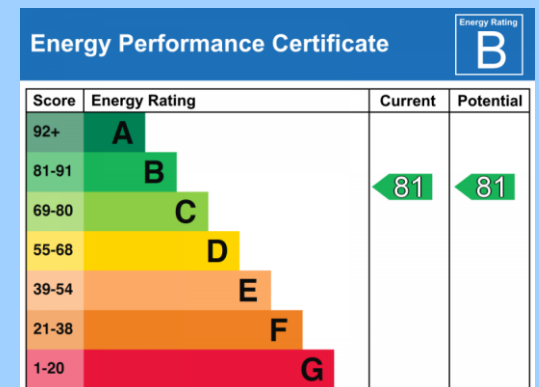 Energy Performance Certificate
Energy Rating
B
Score Energy Rating Current Potential
92+ A
81-91 B 81 81
69-80 C
55-68 D
39-54 E
21-38 F
1-20 G